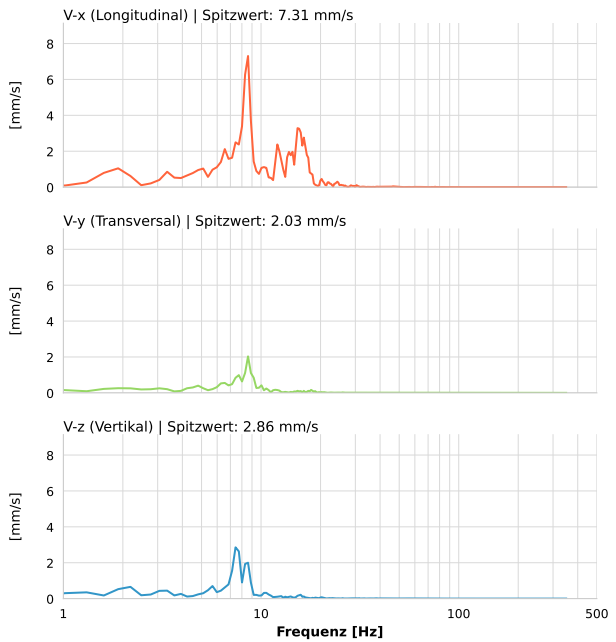 V-x (Longitudinal) | Spitzwert: 7.31 mm/s
8
6
4
2
0
[mm/s]
V-y (Transversal) | Spitzwert: 2.03 mm/s
8
6
4
2
0
[mm/s]
V-z (Vertikal) | Spitzwert: 2.86 mm/s
8
6
4
2
0
[mm/s]
1 10 100 500
Frequenz [Hz]